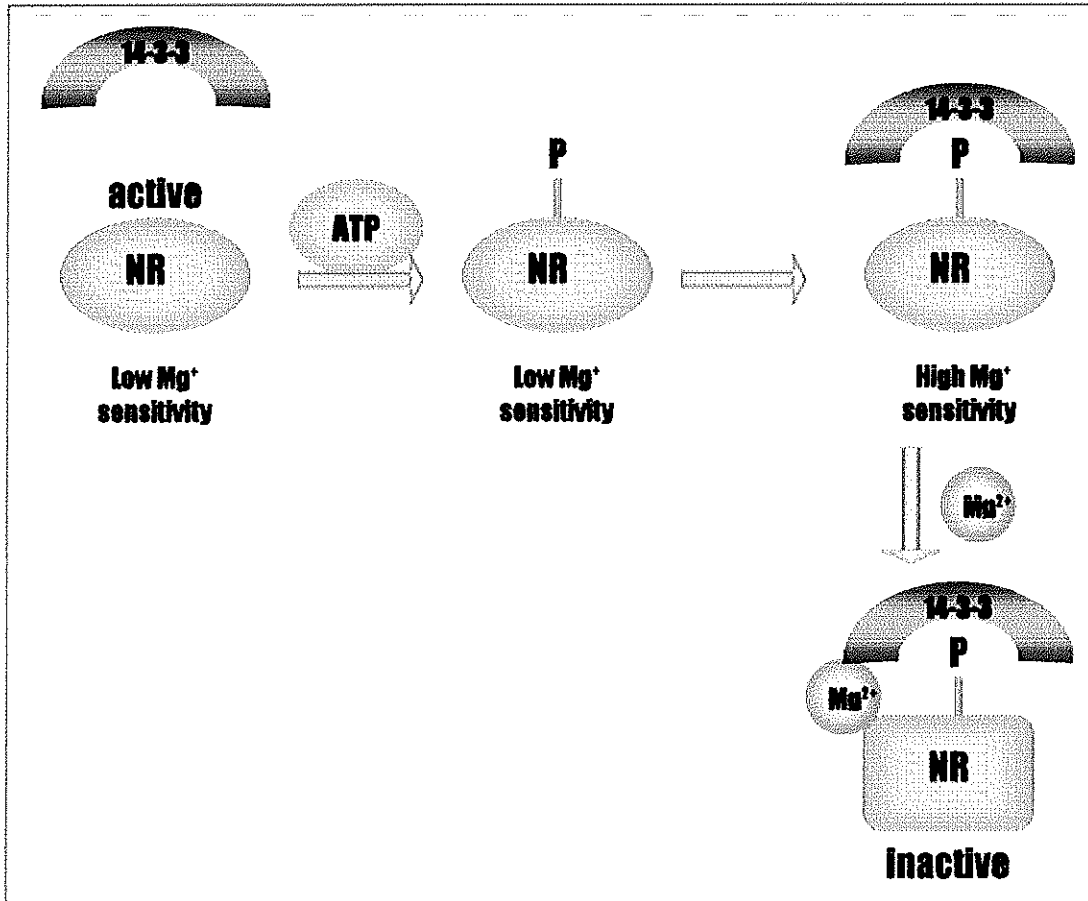 14-3-3
active
NR
Low Mg⁺
sensitivity
ATP
P
NR
Low Mg⁺
sensitivity
14-3-3
P
NR
High Mg⁺
sensitivity
Mg²⁺
14-3-3
P
Mg²⁺
NR
inactive